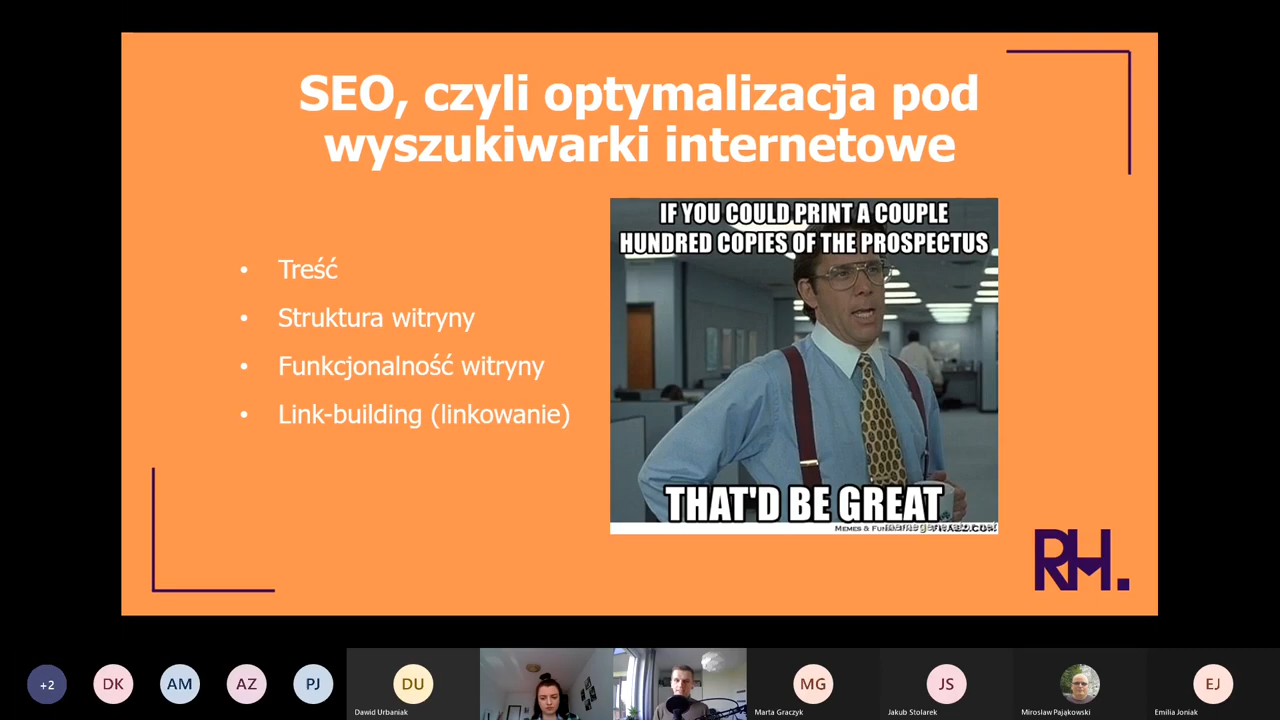 SEO, czyli optymalizacja pod
wyszukiwarki internetowe
• Treść
• Struktura witryny
• Funkcjonalność witryny
• Link-building (linkowanie)
IF YOU COULD PRINT A COUPLE
HUNDRED COPIES OF THE PROSPECTUS
THAT'D BE GREAT
RH.
+2
DK
AM
AZ
PJ
DU
MG
JS
EJ
Dawid Urbaniak
Marta Graczyk
Jakub Stolarek
Mirosław Pająkowski
Emilia Joniak